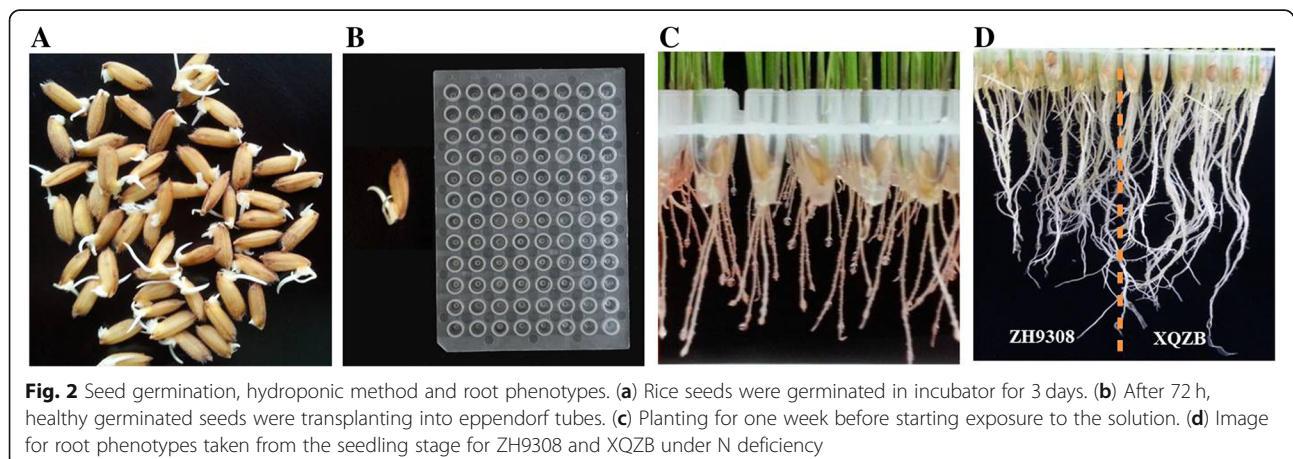 A
B
C
D
ZH9308
XQZB
Fig. 2 Seed germination, hydroponic method and root phenotypes. (a) Rice seeds were germinated in incubator for 3 days. (b) After 72 h,
healthy germinated seeds were transplanting into eppendorf tubes. (c) Planting for one week before starting exposure to the solution. (d) Image
for root phenotypes taken from the seedling stage for ZH9308 and XQZB under N deficiency